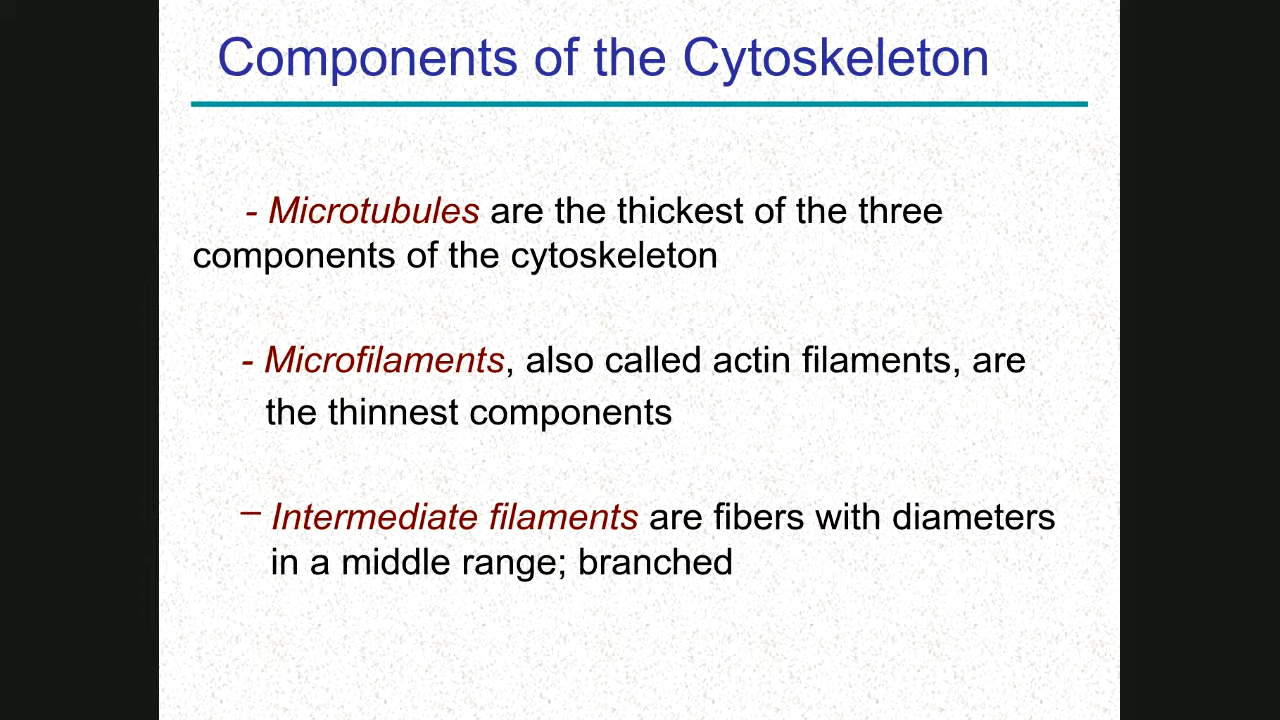 Components of the Cytoskeleton
- Microtubules are the thickest of the three
components of the cytoskeleton
- Microfilaments, also called actin filaments, are
the thinnest components
– Intermediate filaments are fibers with diameters
in a middle range; branched